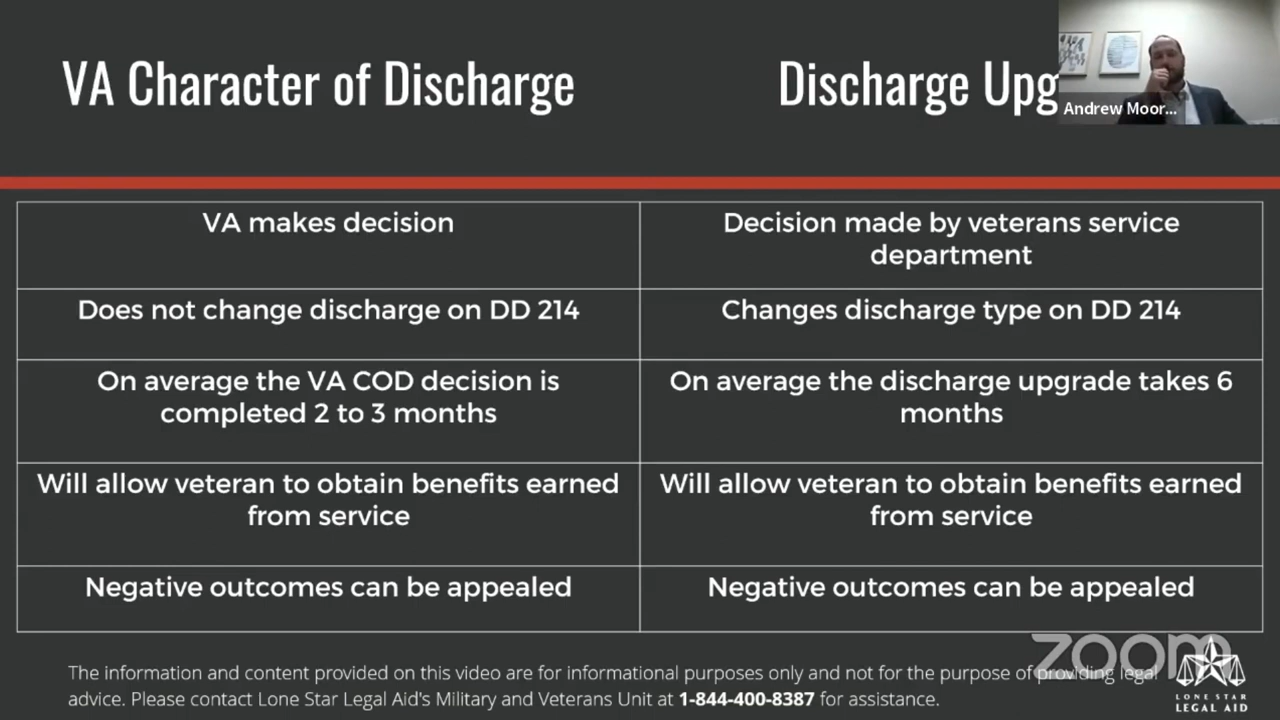 VA Character of Discharge
Discharge Upg
Andrew Moor...
VA makes decision
Decision made by veterans service
department
Does not change discharge on DD 214
Changes discharge type on DD 214
On average the VA COD decision is
completed 2 to 3 months
On average the discharge upgrade takes 6
months
Will allow veteran to obtain benefits earned
from service
Will allow veteran to obtain benefits earned
from service
Negative outcomes can be appealed
Negative outcomes can be appealed
The information and content provided on this video are for informational purposes only and not for the purpose of providing legal
advice. Please contact Lone Star Legal Aid's Military and Veterans Unit at 1-844-400-8387 for assistance.
zoom
LONE STAR
LEGAL AID